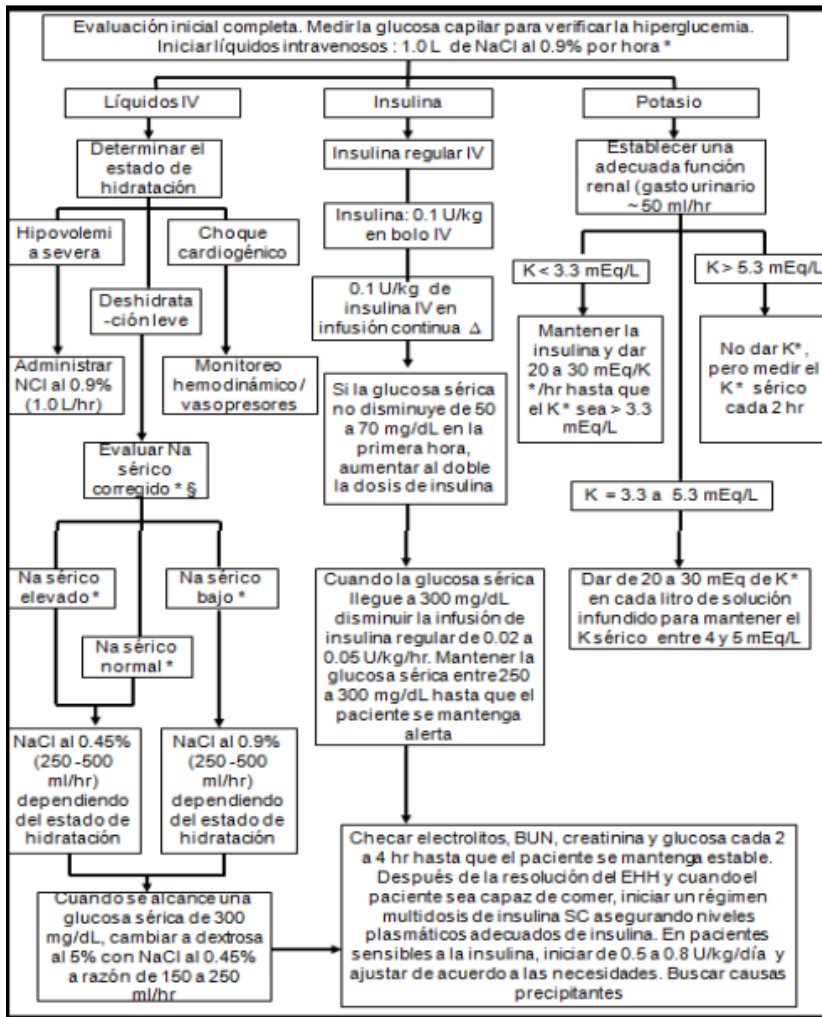 Evaluación inicial completa. Medir la glucosa capilar para verificar la hiperglucemia.
Iniciar líquidos intravenosos : 1.0 L de NaCl al 0.9% por hora *
Líquidos IV
Insulina
Potasio
Determinar el
estado de
hidratación
Hipovolemi
a severa
Choque
cardiogénico
Deshidrata
-ción leve
Administrar
NCl al 0.9%
(1.0 L/hr)
Monitoreo
hemodinámico /
vasopresores
Evaluar Na
sérico
corregido * §
Na sérico
elevado *
Na sérico
bajo *
Na sérico
normal *
NaCl al 0.45%
(250 -500
ml/hr)
dependiendo
del estado de
hidratación
NaCl al 0.9%
(250 -500
ml/hr)
dependiendo
del estado de
hidratación
Cuando se alcance una
glucosa sérica de 300
mg/dL, cambiar a dextrosa
al 5% con NaCl al 0.45%
a razón de 150 a 250
ml/hr
Insulina regular IV
Insulina: 0.1 U/kg
en bolo IV
0.1 U/kg de
insulina IV en
infusión continua Δ
Si la glucosa sérica
no disminuye de 50
a 70 mg/dL en la
primera hora,
aumentar al doble
la dosis de insulina
Cuando la glucosa sérica
llegue a 300 mg/dL
disminuir la infusión de
insulina regular de 0.02 a
0.05 U/kg/hr. Mantener la
glucosa sérica entre 250
a 300 mg/dL hasta que el
paciente se mantenga
alerta
Establecer una
adecuada función
renal (gasto urinario
~ 50 ml/hr
K < 3.3 mEq/L
K > 5.3 mEq/L
Mantener la
insulina y dar
20 a 30 mEq/K
*/hr hasta que
el K* sea > 3.3
mEq/L
No dar K*,
pero medir el
K* sérico
cada 2 hr
K = 3.3 a 5.3 mEq/L
Dar de 20 a 30 mEq de K*
en cada litro de solución
infundido para mantener el
K sérico entre 4 y 5 mEq/L
Checar electrolitos, BUN, creatinina y glucosa cada 2
a 4 hr hasta que el paciente se mantenga estable.
Después de la resolución del EHH y cuando el
paciente sea capaz de comer, iniciar un régimen
multidosis de insulina SC asegurando niveles
plasmáticos adecuados de insulina. En pacientes
sensibles a la insulina, iniciar de 0.5 a 0.8 U/kg/día y
ajustar de acuerdo a las necesidades. Buscar causas
precipitantes